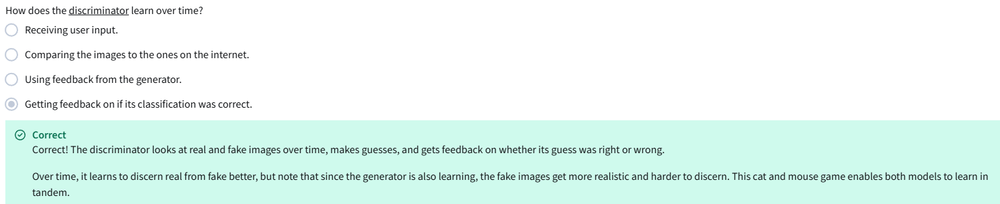 How does the discriminator learn over time?
Receiving user input.
Comparing the images to the ones on the internet.
Using feedback from the generator.
Getting feedback on if its classification was correct.
Correct
Correct! The discriminator looks at real and fake images over time, makes guesses, and gets feedback on whether its guess was right or wrong.
Over time, it learns to discern real from fake better, but note that since the generator is also learning, the fake images get more realistic and harder to discern. This cat and mouse game enables both models to learn in
tandem.